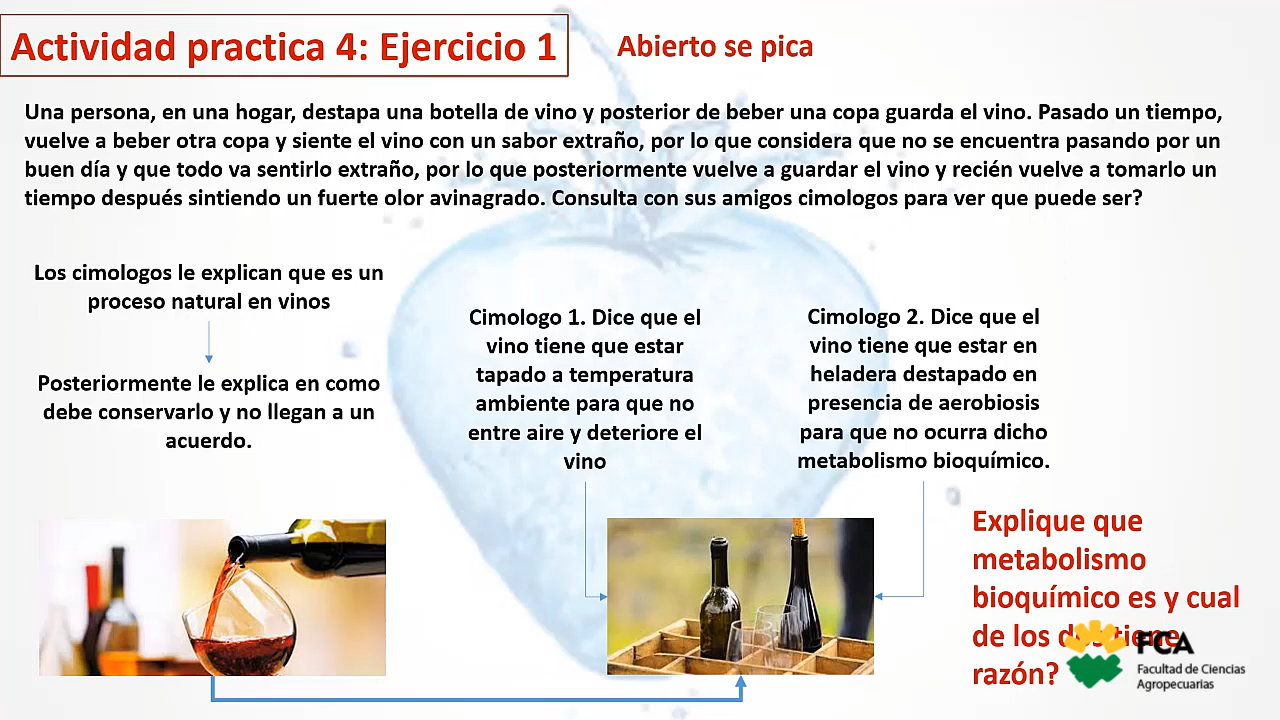 Actividad practica 4: Ejercicio 1
Abierto se pica
Una persona, en una hogar, destapa una botella de vino y posterior de beber una copa guarda el vino. Pasado un tiempo,
vuelve a beber otra copa y siente el vino con un sabor extraño, por lo que considera que no se encuentra pasando por un
buen día y que todo va sentirlo extraño, por lo que posteriormente vuelve a guardar el vino y recién vuelve a tomarlo un
tiempo después sintiendo un fuerte olor avinagrado. Consulta con sus amigos cimologos para ver que puede ser?
Los cimologos le explican que es un
proceso natural en vinos
Posteriormente le explica en como
debe conservarlo y no llegan a un
acuerdo.
Cimologo 1. Dice que el
vino tiene que estar
tapado a temperatura
ambiente para que no
entre aire y deteriore el
vino
Cimologo 2. Dice que el
vino tiene que estar en
heladera destapado en
presencia de aerobiosis
para que no ocurra dicho
metabolismo bioquímico.
Explique que
metabolismo
bioquímico es y cual
de los dos tiene
razón?
FCA
Facultad de Ciencias
Agropecuarias